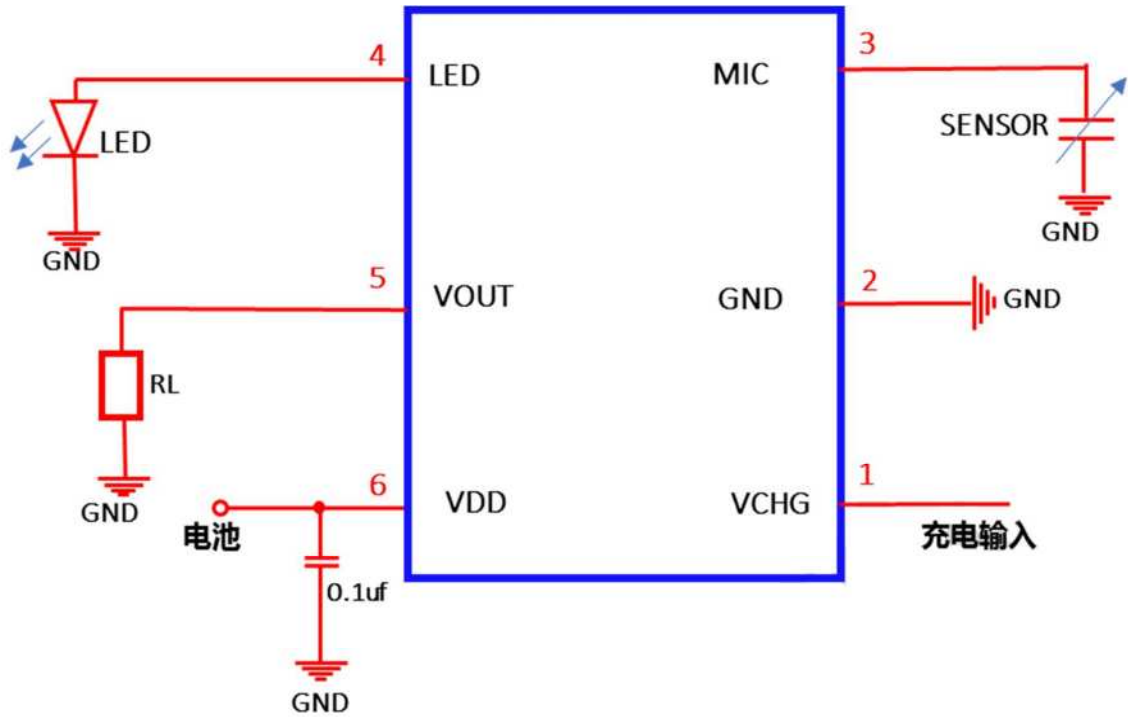 4
3
LED
MIC
LED
SENSOR
GND
GND
5
2
VOUT
GND
GND
RL
GND
6
1
VDD
VCHG
电池
充电输入
0.1uf
GND